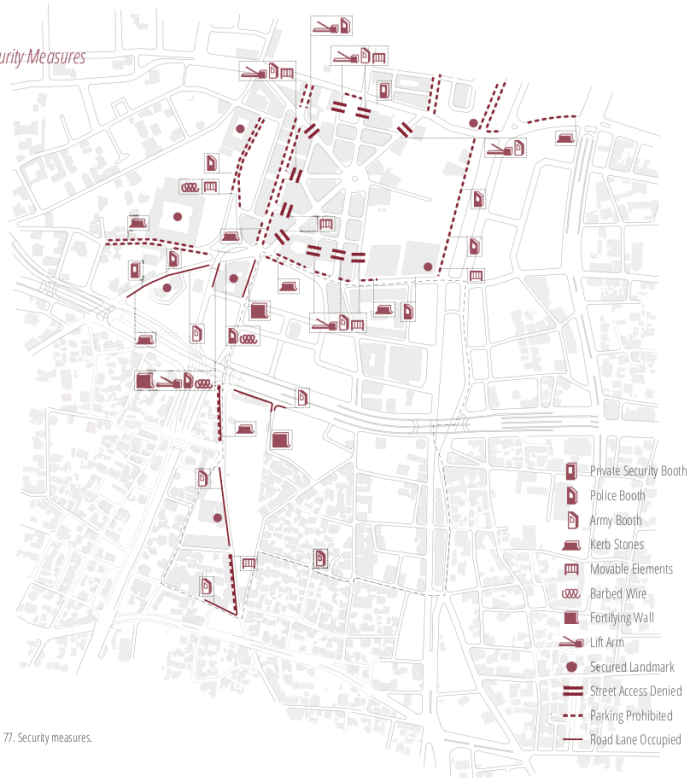 urity Measures
Private Security Booth
Police Booth
Army Booth
Kerb Stones
Movable Elements
Barbed Wire
Fortifying Wall
Lift Arm
Secured Landmark
Street Access Denied
Parking Prohibited
Road Lane Occupied
77. Security measures.